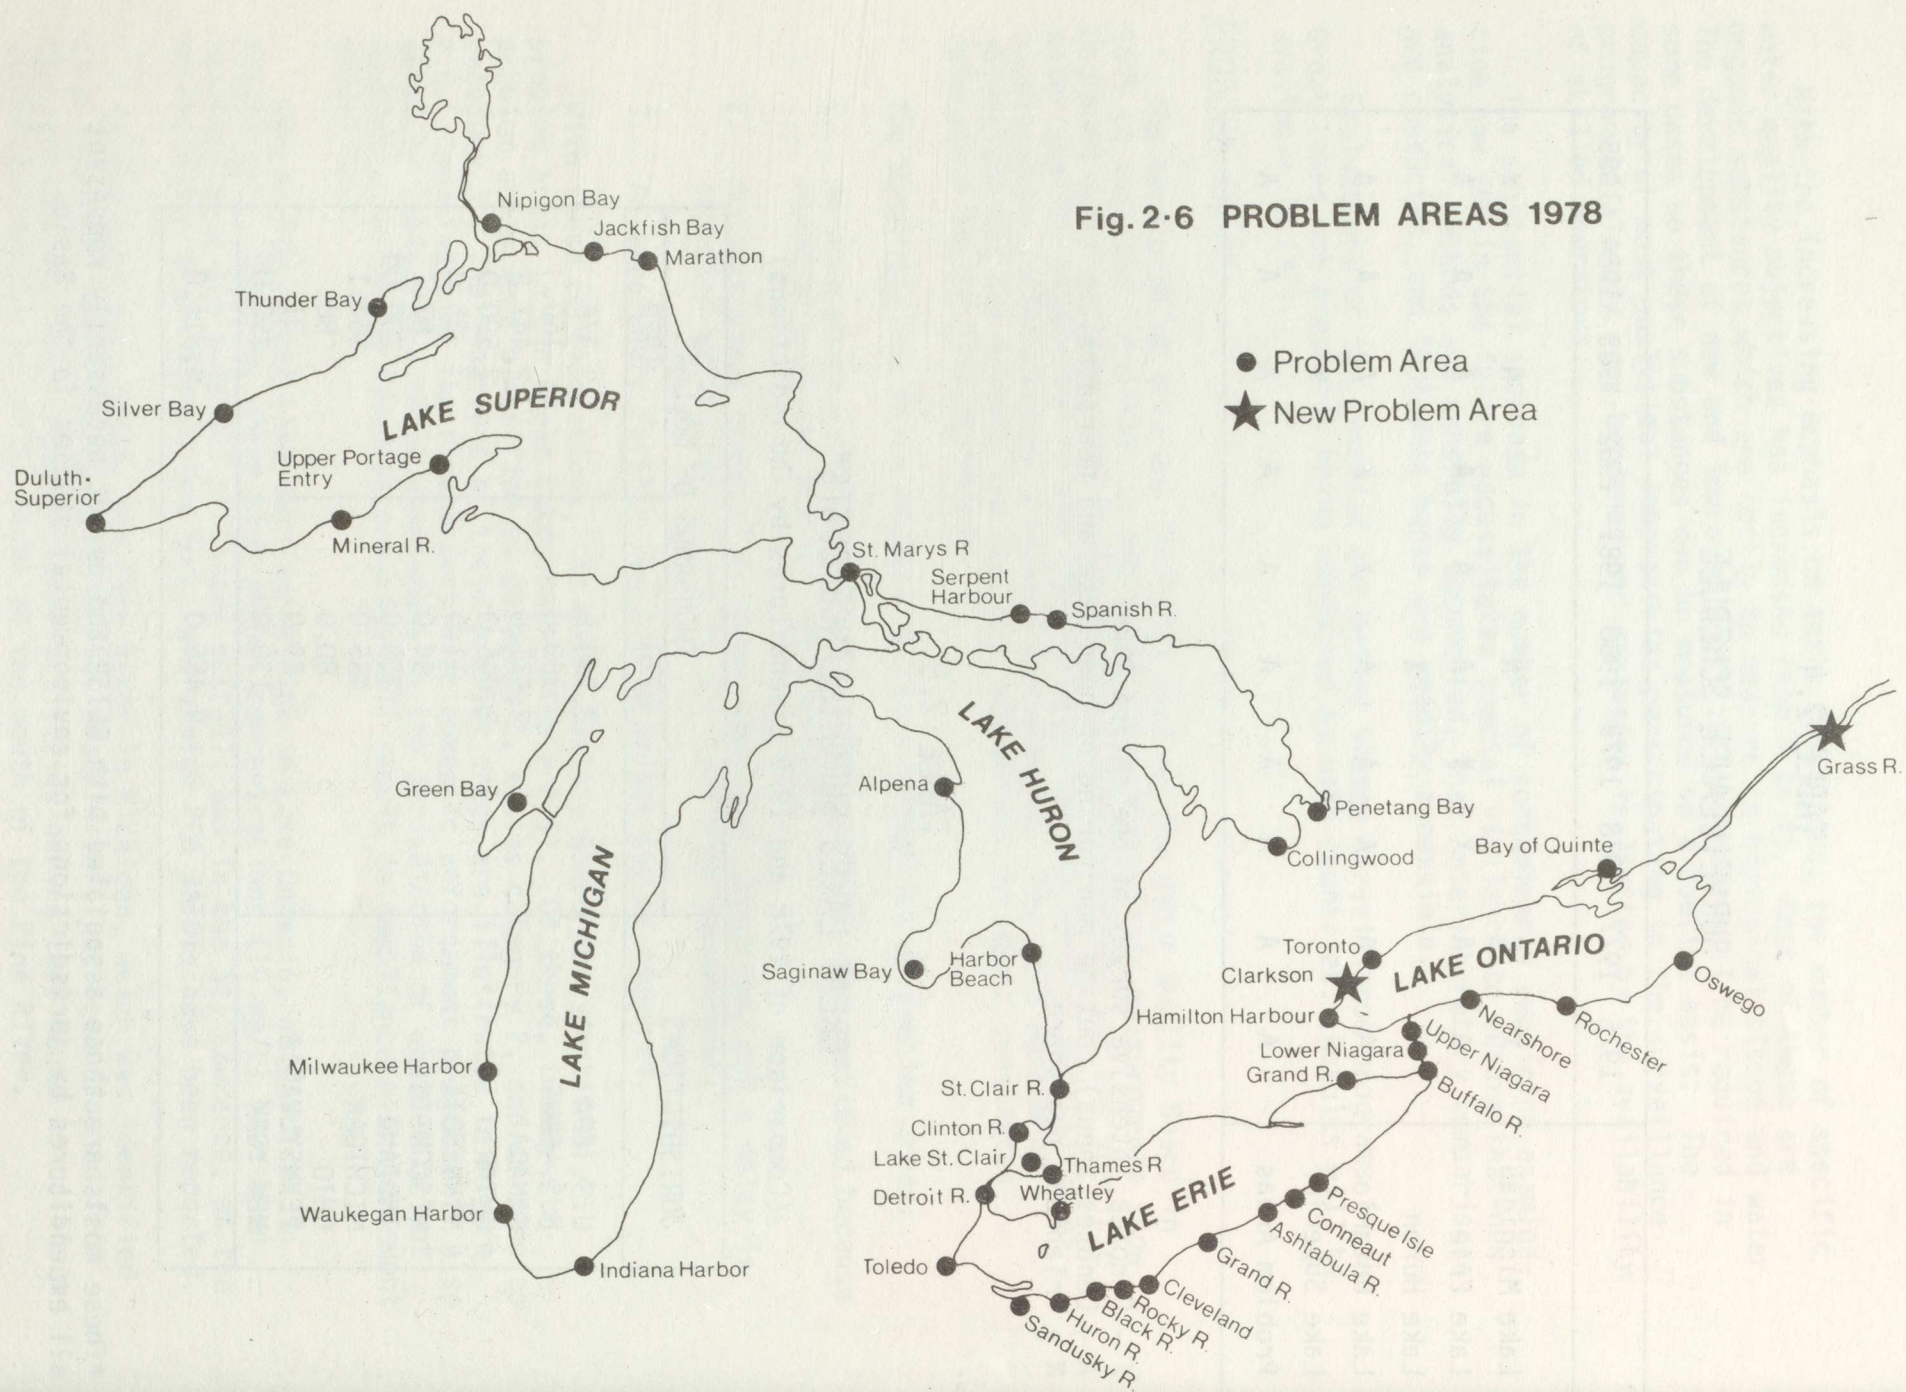 Fig. 2·6 PROBLEM AREAS 1978
Problem Area
New Problem Area
Nipigon Bay
Jackfish Bay
Marathon
Thunder Bay
Silver Bay
LAKE SUPERIOR
Upper Portage
Entry
Duluth-
Superior
Mineral R.
St. Marys R
Serpent
Harbour
Spanish R.
LAKE HURON
Grass R.
Alpena
Green Bay
Penetang Bay
Collingwood
Bay of Quinte
LAKE MICHIGAN
Toronto
LAKE ONTARIO
Clarkson
Saginaw Bay
Harbor
Beach
Oswego
Hamilton Harbour
Nearshore
Rochester
Upper Niagara
Lower Niagara
Grand R.
Buffalo R.
Milwaukee Harbor
St. Clair R.
Clinton R.
Lake St. Clair
Thames R
Detroit R.
Wheatley
LAKE ERIE
Waukegan Harbor
Indiana Harbor
Toledo
Presque Isle
Conneaut
Ashtabula R.
Grand R.
Cleveland
Rocky R.
Black R.
Huron R.
Sandusky R.